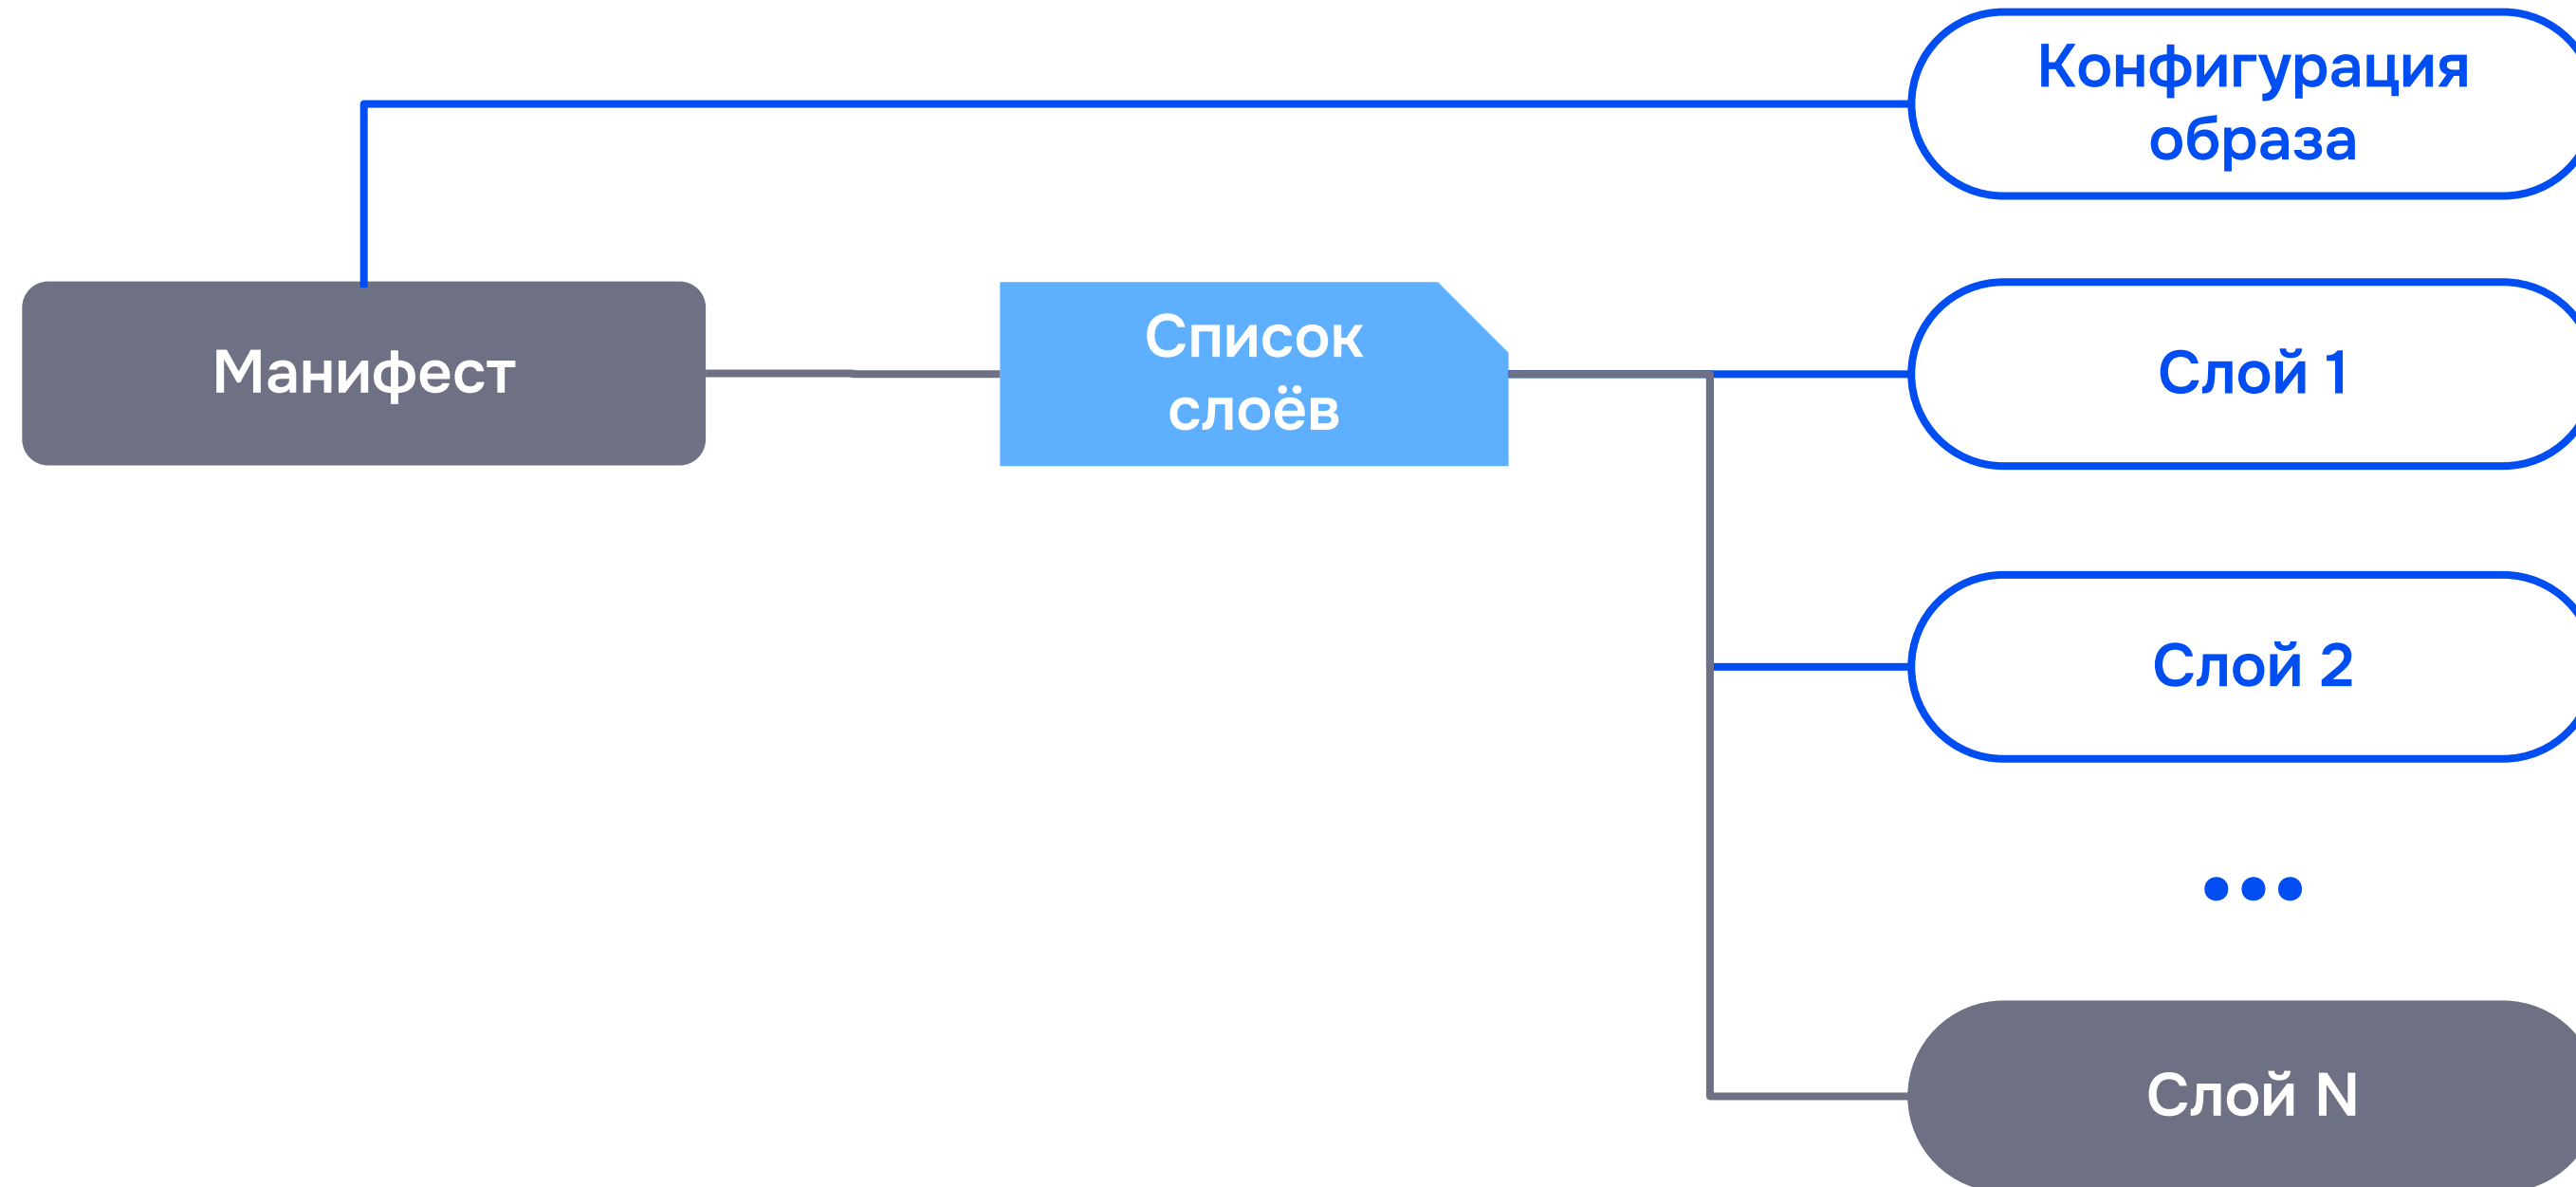 Конфигурация
образа
Манифест
Список
слоёв
Слой 1
Слой 2
...
Слой N